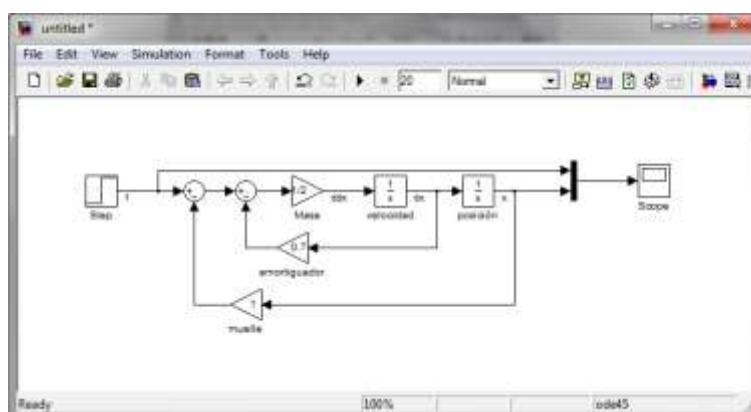 untitled *
File Edit View Simulation Format Tools Help
20 Normal
Step 1 1/2 Masa ddx 1 s velocidad dx 1 s posición x Scope
0.7
amortiguador
1
muelle
Ready 100% ode45